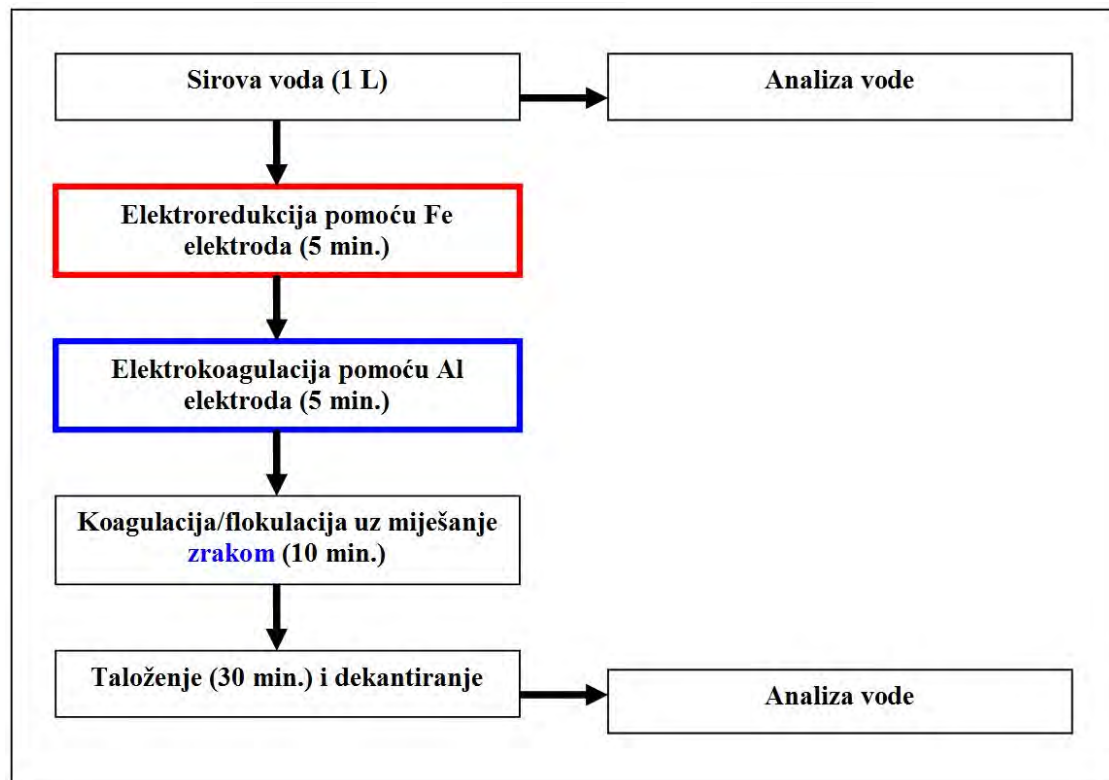 Sirova voda (1 L)
Analiza vode
Elektroredukcija pomoću Fe
elektroda (5 min.)
Elektrokoagulacija pomoću Al
elektroda (5 min.)
Koagulacija/flokulacija uz miješanje
zrakom (10 min.)
Taloženje (30 min.) i dekantiranje
Analiza vode